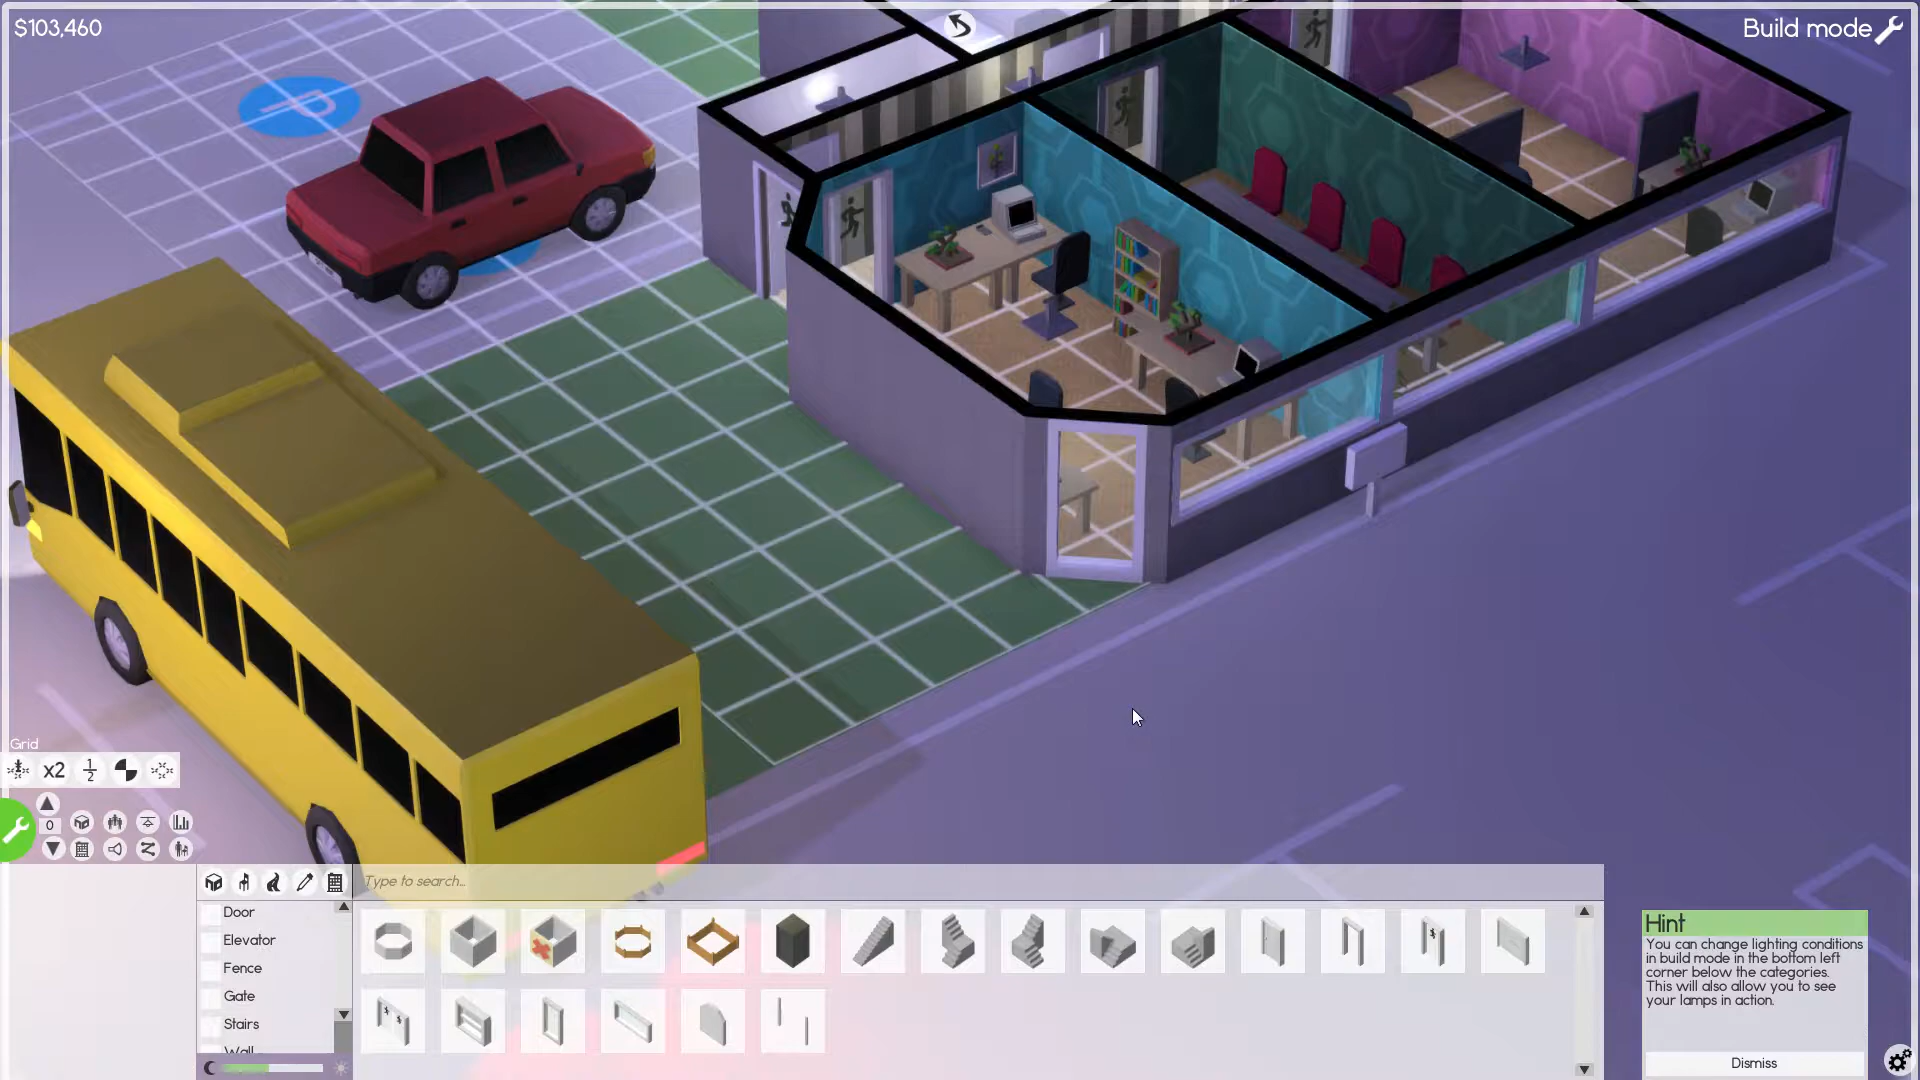 $103,460
Build mode
Grid
x2
1/2
0
Type to search...
Door
Elevator
Fence
Gate
Stairs
Wall
Hint
You can change lighting conditions
in build mode in the bottom left
corner below the categories.
This will also allow you to see
your lamps in action.
Dismiss